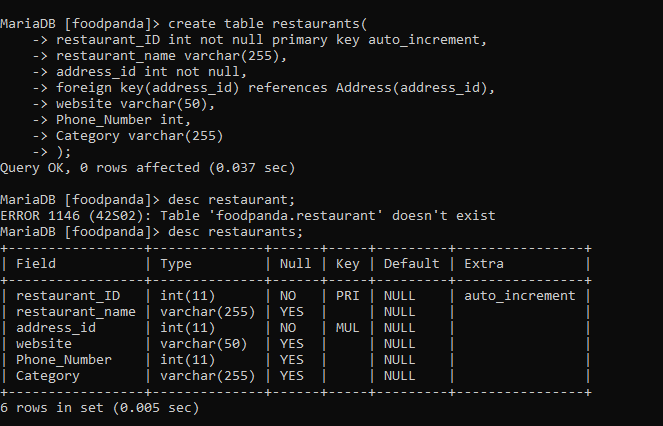 MariaDB [foodpanda]> create table restaurants(
    -> restaurant_ID int not null primary key auto_increment,
    -> restaurant_name varchar(255),
    -> address_id int not null,
    -> foreign key(address_id) references Address(address_id),
    -> website varchar(50),
    -> Phone_Number int,
    -> Category varchar(255)
    -> );
Query OK, 0 rows affected (0.037 sec)

MariaDB [foodpanda]> desc restaurant;
ERROR 1146 (42S02): Table 'foodpanda.restaurant' doesn't exist
MariaDB [foodpanda]> desc restaurants;
+-----------------+--------------+------+-----+---------+----------------+
| Field           | Type         | Null | Key | Default | Extra          |
+-----------------+--------------+------+-----+---------+----------------+
| restaurant_ID   | int(11)      | NO   | PRI | NULL    | auto_increment |
| restaurant_name | varchar(255) | YES  |     | NULL    |                |
| address_id      | int(11)      | NO   | MUL | NULL    |                |
| website         | varchar(50)  | YES  |     | NULL    |                |
| Phone_Number    | int(11)      | YES  |     | NULL    |                |
| Category        | varchar(255) | YES  |     | NULL    |                |
+-----------------+--------------+------+-----+---------+----------------+
6 rows in set (0.005 sec)